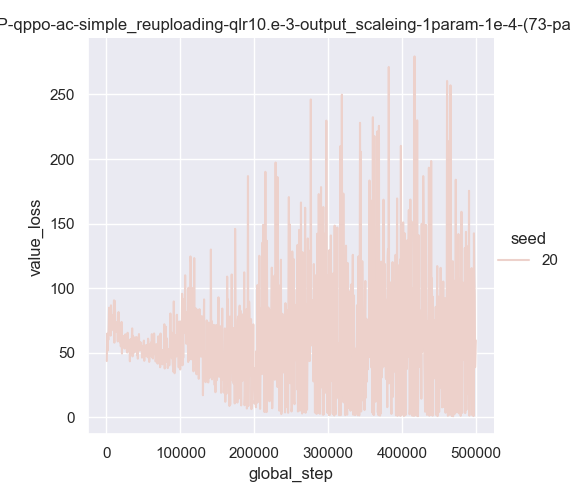 P-qppo-ac-simple_reuploading-qlr10.e-3-output_scaleing-1param-1e-4-(73-pa
250
200
150
100
50
0
value_loss
0 100000 200000 300000 400000 500000
global_step
seed
20